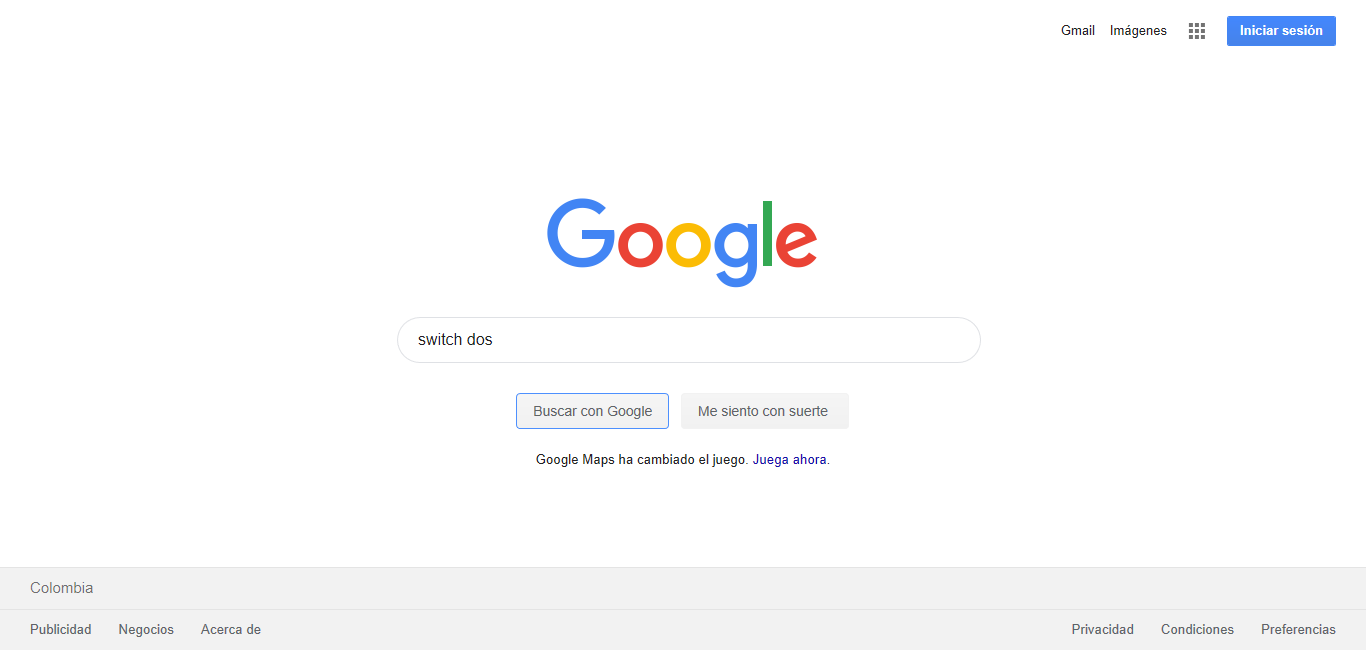 Gmail Imágenes Iniciar sesión
Google
switch dos
Buscar con Google Me siento con suerte
Google Maps ha cambiado el juego. Juega ahora.
Colombia
Publicidad Negocios Acerca de Privacidad Condiciones Preferencias